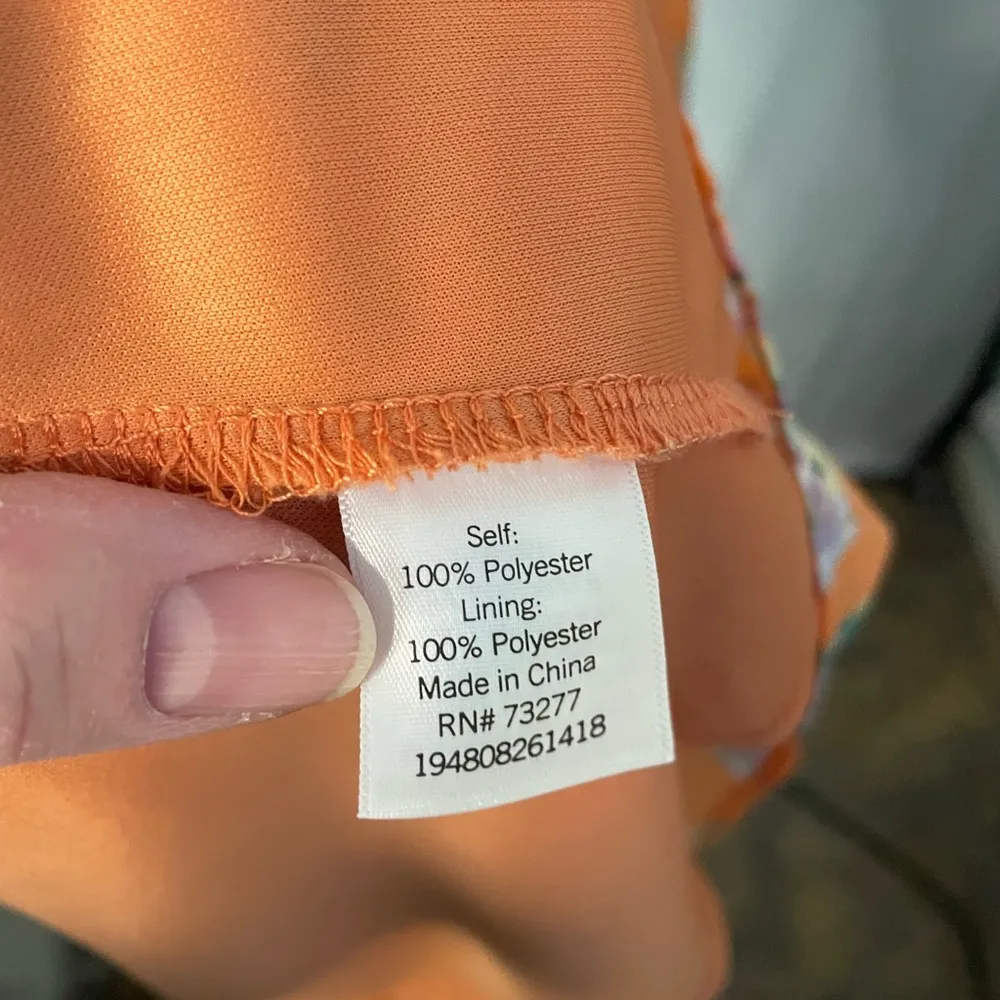 Self:
100% Polyester
Lining:
100% Polyester
Made in China
RN# 73277
194808261418